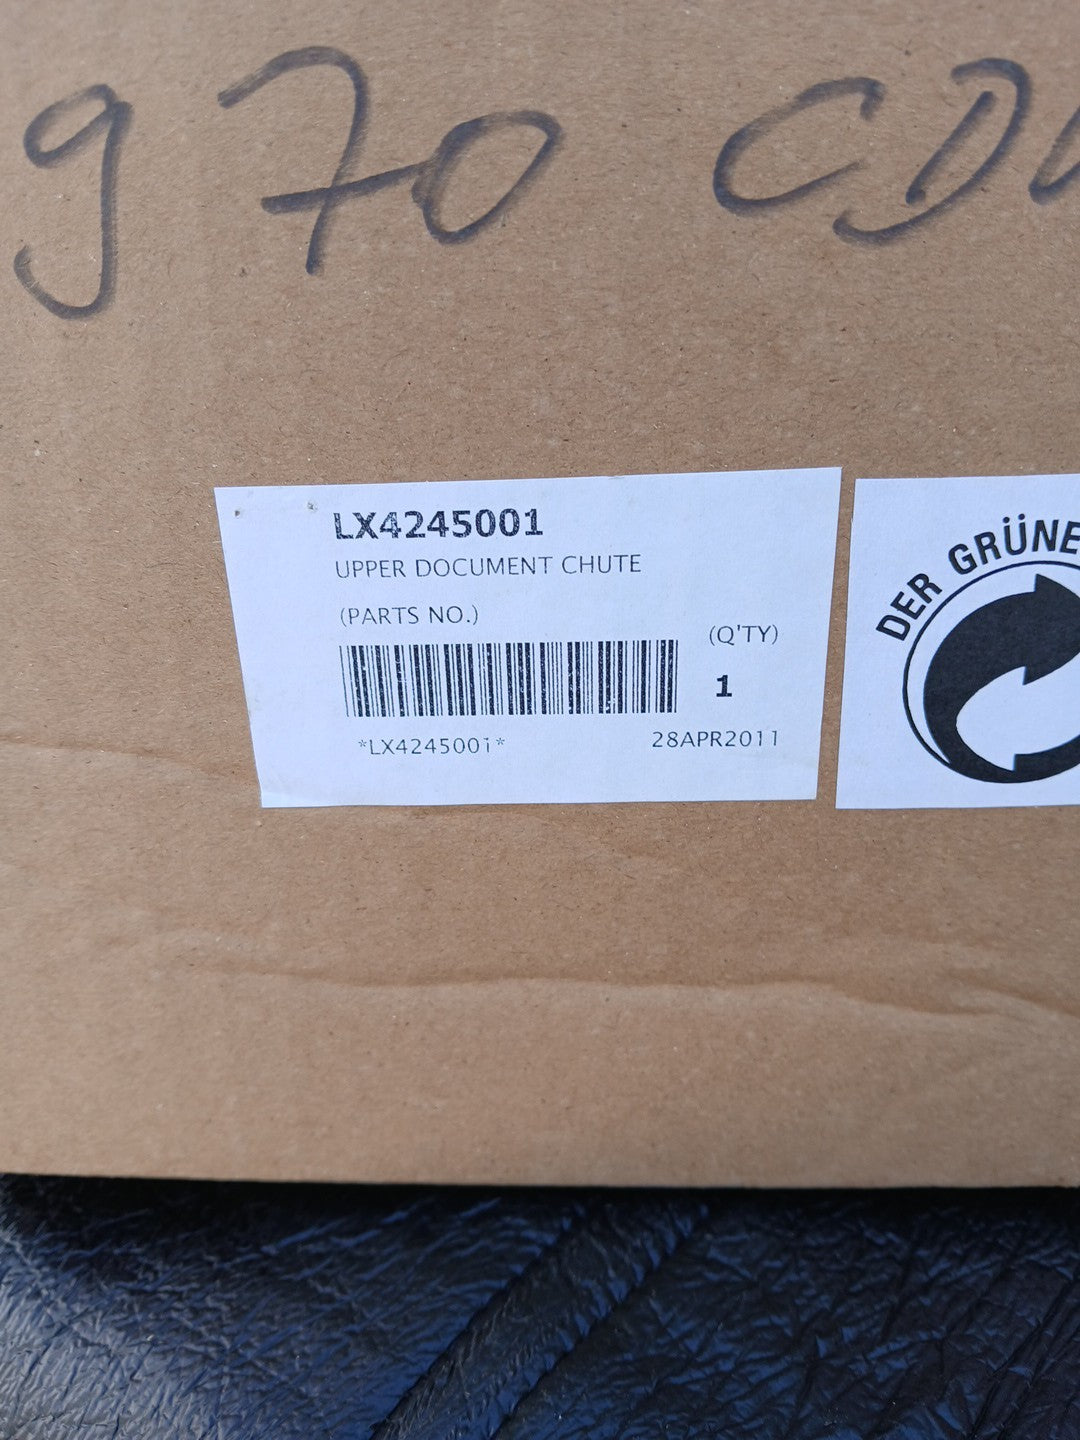 970 CD
LX4245001
UPPER DOCUMENT CHUTE
(PARTS NO.)
(Q'TY)
1
*LX4245001*
28APR2011
DER GRÜNE